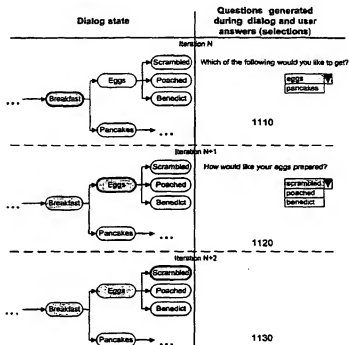 Dialog state
Questions generated
during dialog and user
answers (selections)
Iteration N
Scrambled
Which of the following would you like to get?
Eggs
Poached
eggs
pancakes
... Breakfast
Benedict
Pancakes ...
1110
Iteration N+1
Scrambled
How would like your eggs prepared?
Eggs
Poached
scrambled
poached
benedict
... Breakfast
Benedict
Pancakes ...
1120
Iteration N+2
Scrambled
Eggs
Poached
... Breakfast
Benedict
Pancakes ...
1130